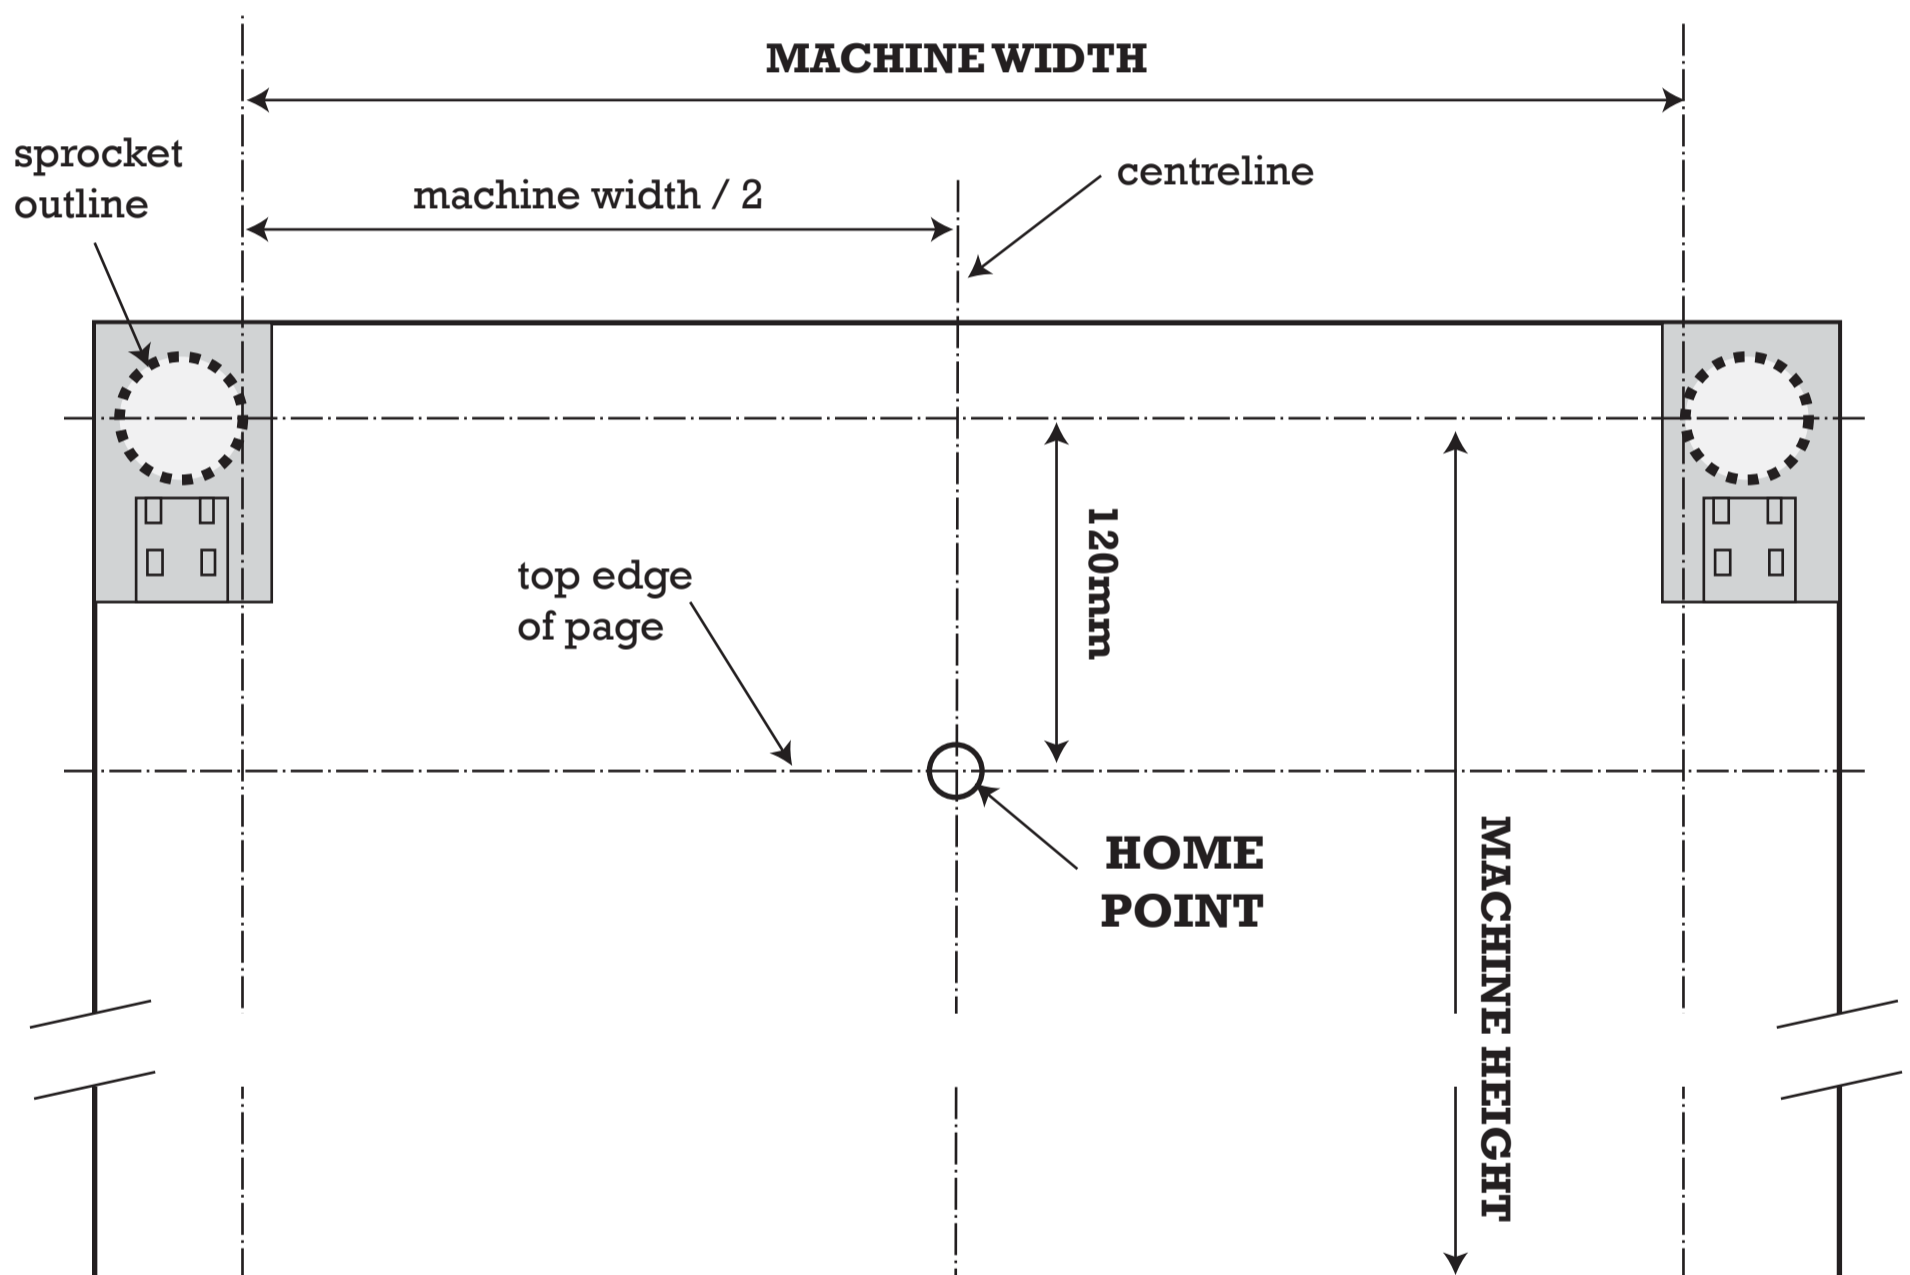 MACHINE WIDTH
sprocket
outline
machine width / 2
centreline
top edge
of page
120mm
HOME
POINT
MACHINE HEIGHT